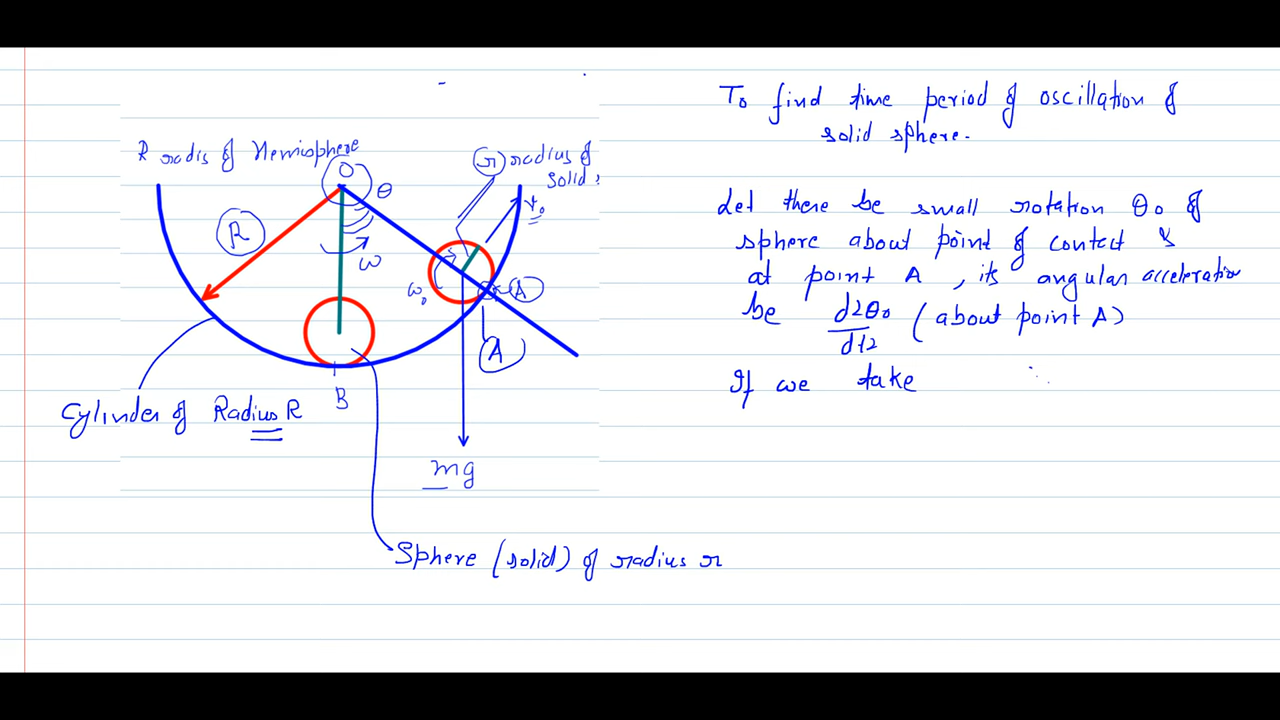 To find time period of oscillation of
solid sphere.
R radis of Hemisphere
r radius of
solid s
O
θ
R
ω
v₀
ω₀
A
A
B
mg
Cylinder of Radius R
Sphere (solid) of radius r
Let there be small rotation θ₀ of
sphere about point of contact &
at point A, its angular acceleration
be d2θ₀/dt2 (about point A)
If we take